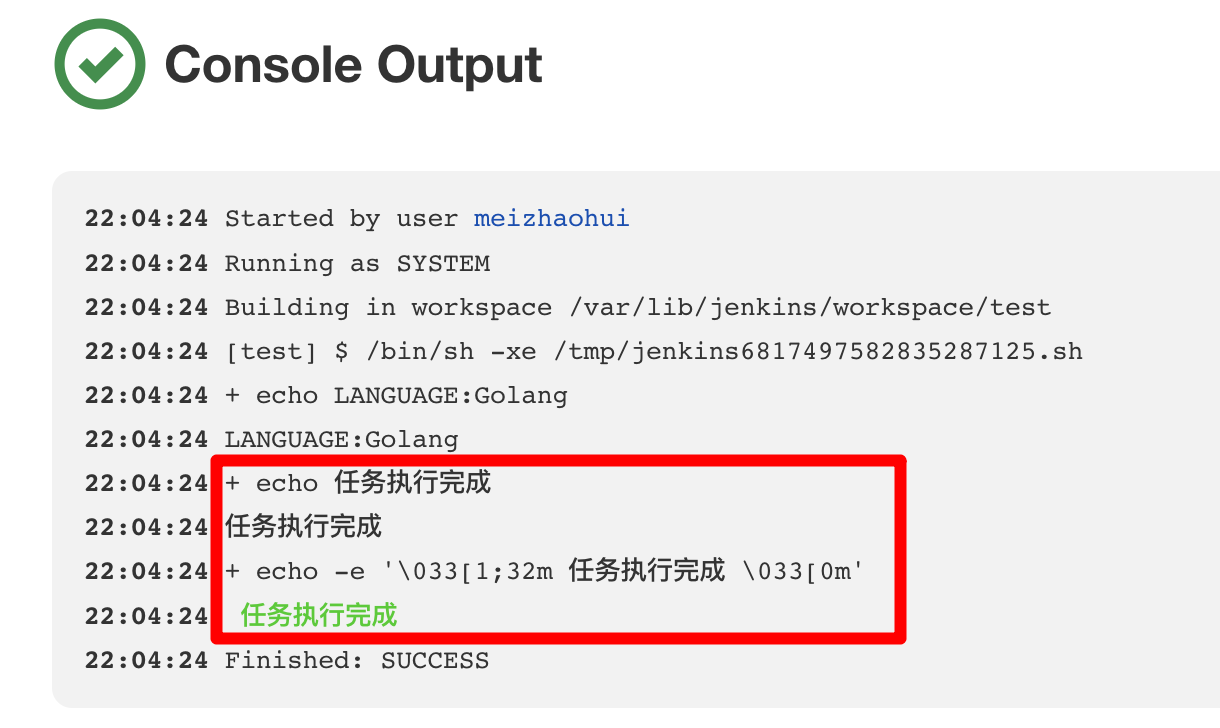 Console Output
22:04:24 Started by user meizhaohui
22:04:24 Running as SYSTEM
22:04:24 Building in workspace /var/lib/jenkins/workspace/test
22:04:24 [test] $ /bin/sh -xe /tmp/jenkins6817497582835287125.sh
22:04:24 + echo LANGUAGE:Golang
22:04:24 LANGUAGE:Golang
22:04:24 + echo 任务执行完成
22:04:24 任务执行完成
22:04:24 + echo -e '\033[1;32m 任务执行完成 \033[0m'
22:04:24  任务执行完成
22:04:24 Finished: SUCCESS